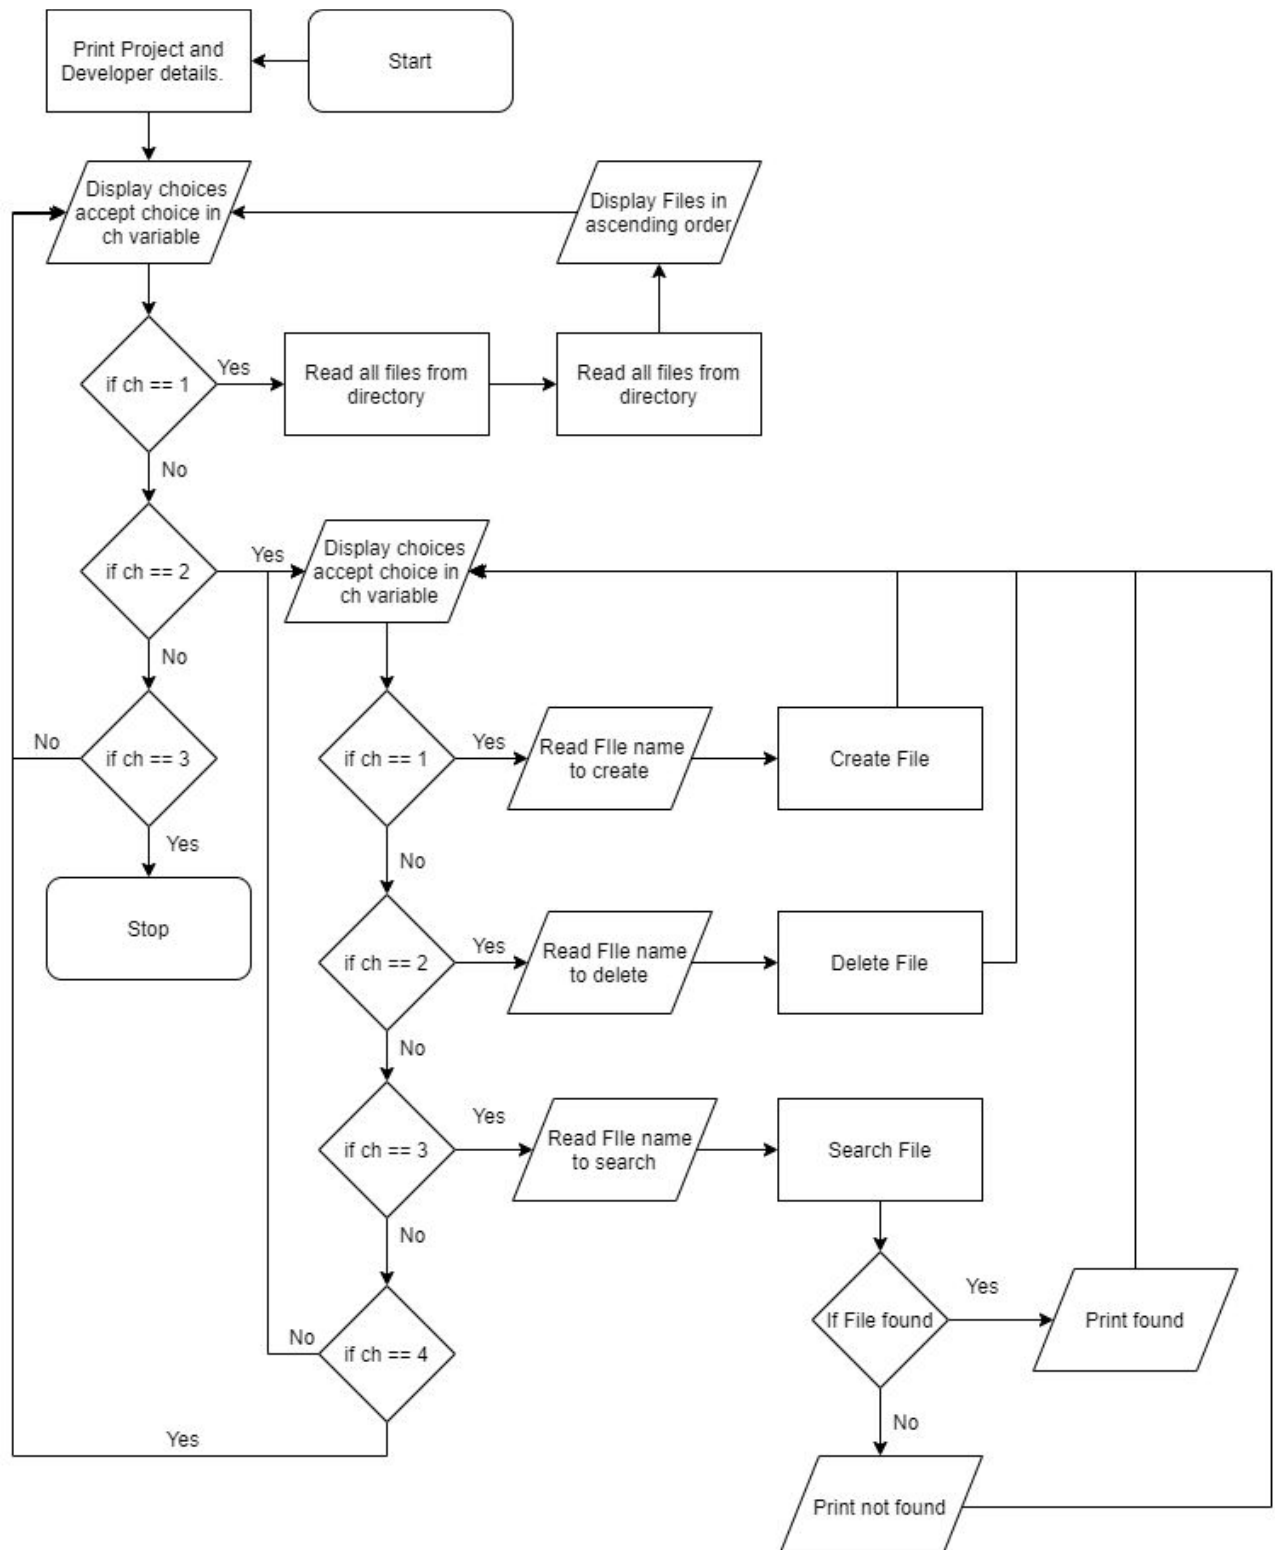 Print Project and
Developer details.
Start
Display choices
accept choice in
ch variable
Display Files in
ascending order
if ch == 1
Yes
Read all files from
directory
Read all files from
directory
No
if ch == 2
Yes
Display choices
accept choice in
ch variable
No
if ch == 3
No
Yes
Stop
if ch == 1
Yes
Read FIle name
to create
Create File
No
if ch == 2
Yes
Read FIle name
to delete
Delete File
No
if ch == 3
Yes
Read FIle name
to search
Search File
No
if ch == 4
No
Yes
If File found
Yes
Print found
No
Print not found